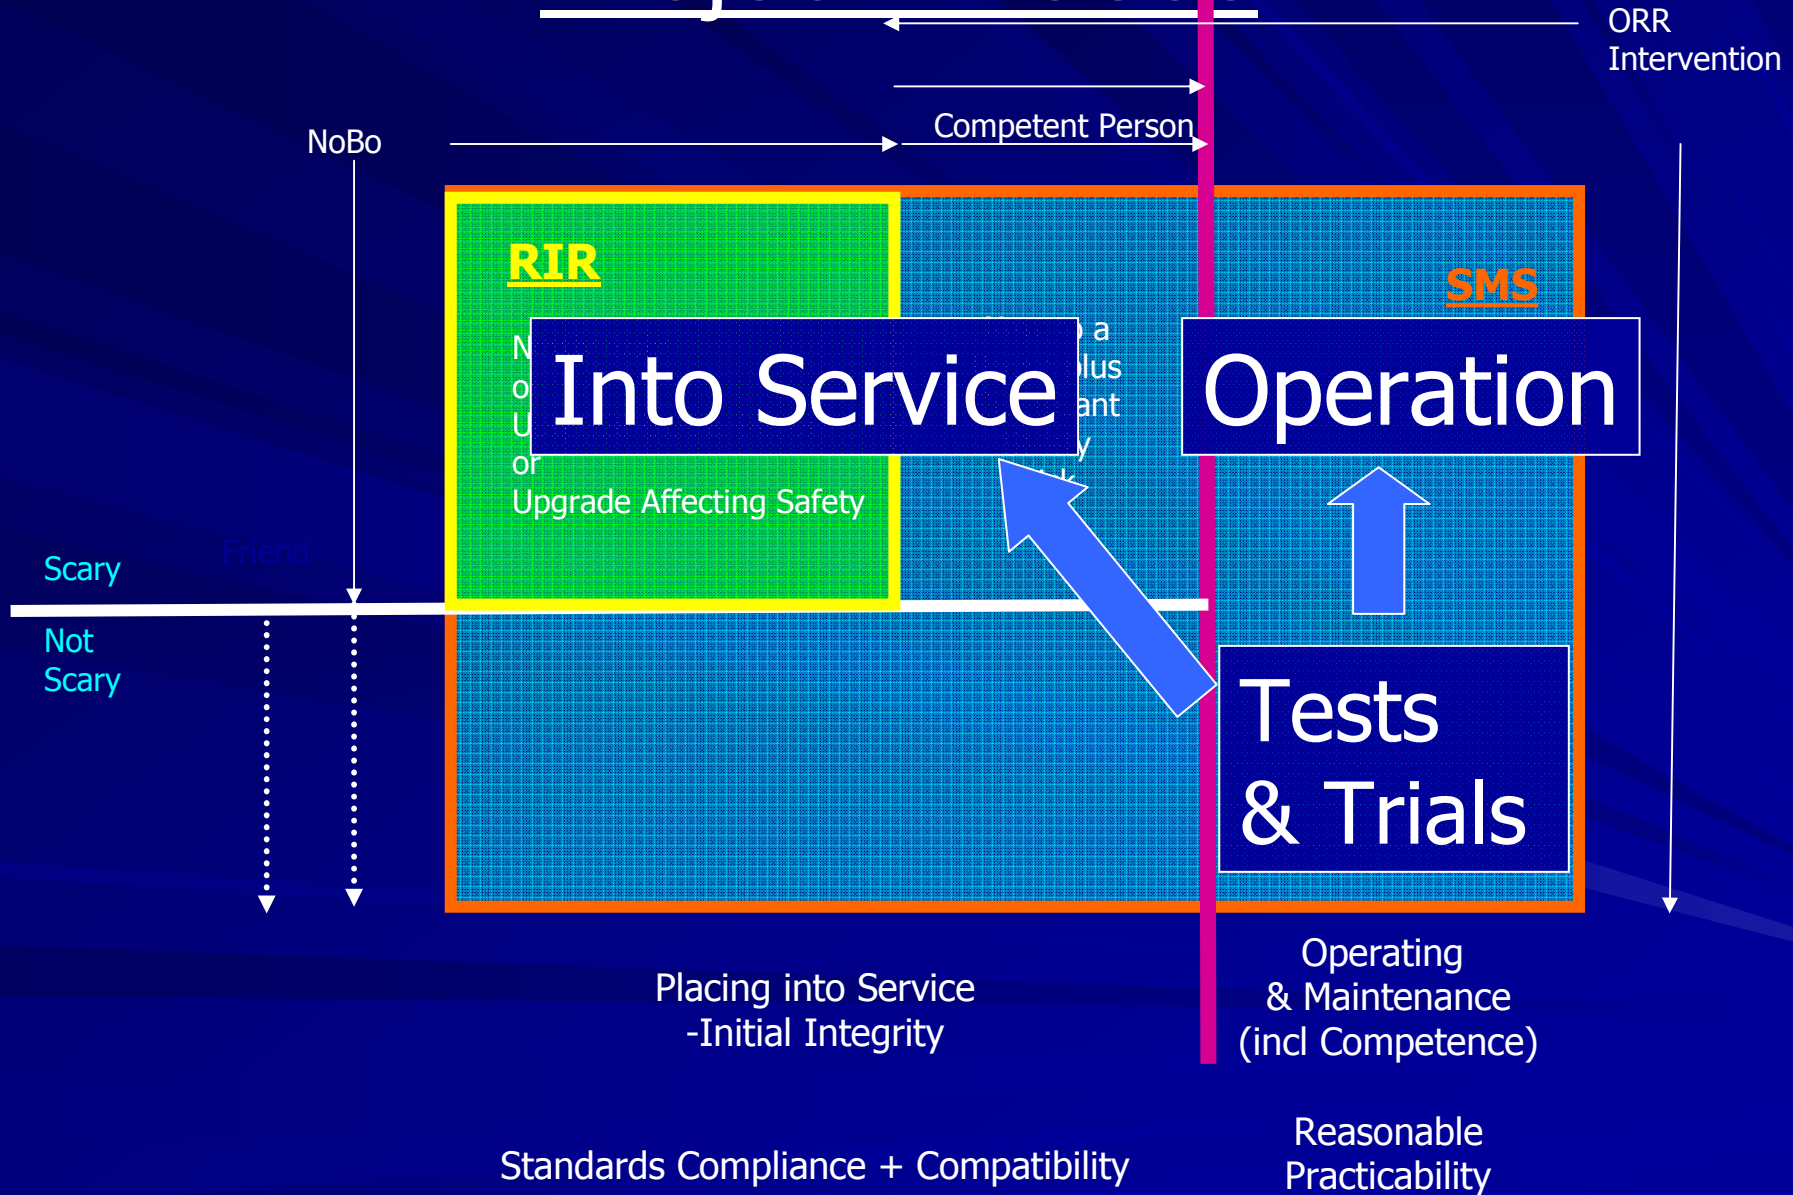 ORR
Intervention
Competent Person
NoBo
RIR
SMS
Into Service
Operation
a
or
Upgrade Affecting Safety
Friend
Scary
Not
Scary
Tests
& Trials
Placing into Service
-Initial Integrity
Operating
& Maintenance
(incl Competence)
Standards Compliance + Compatibility
Reasonable
Practicability